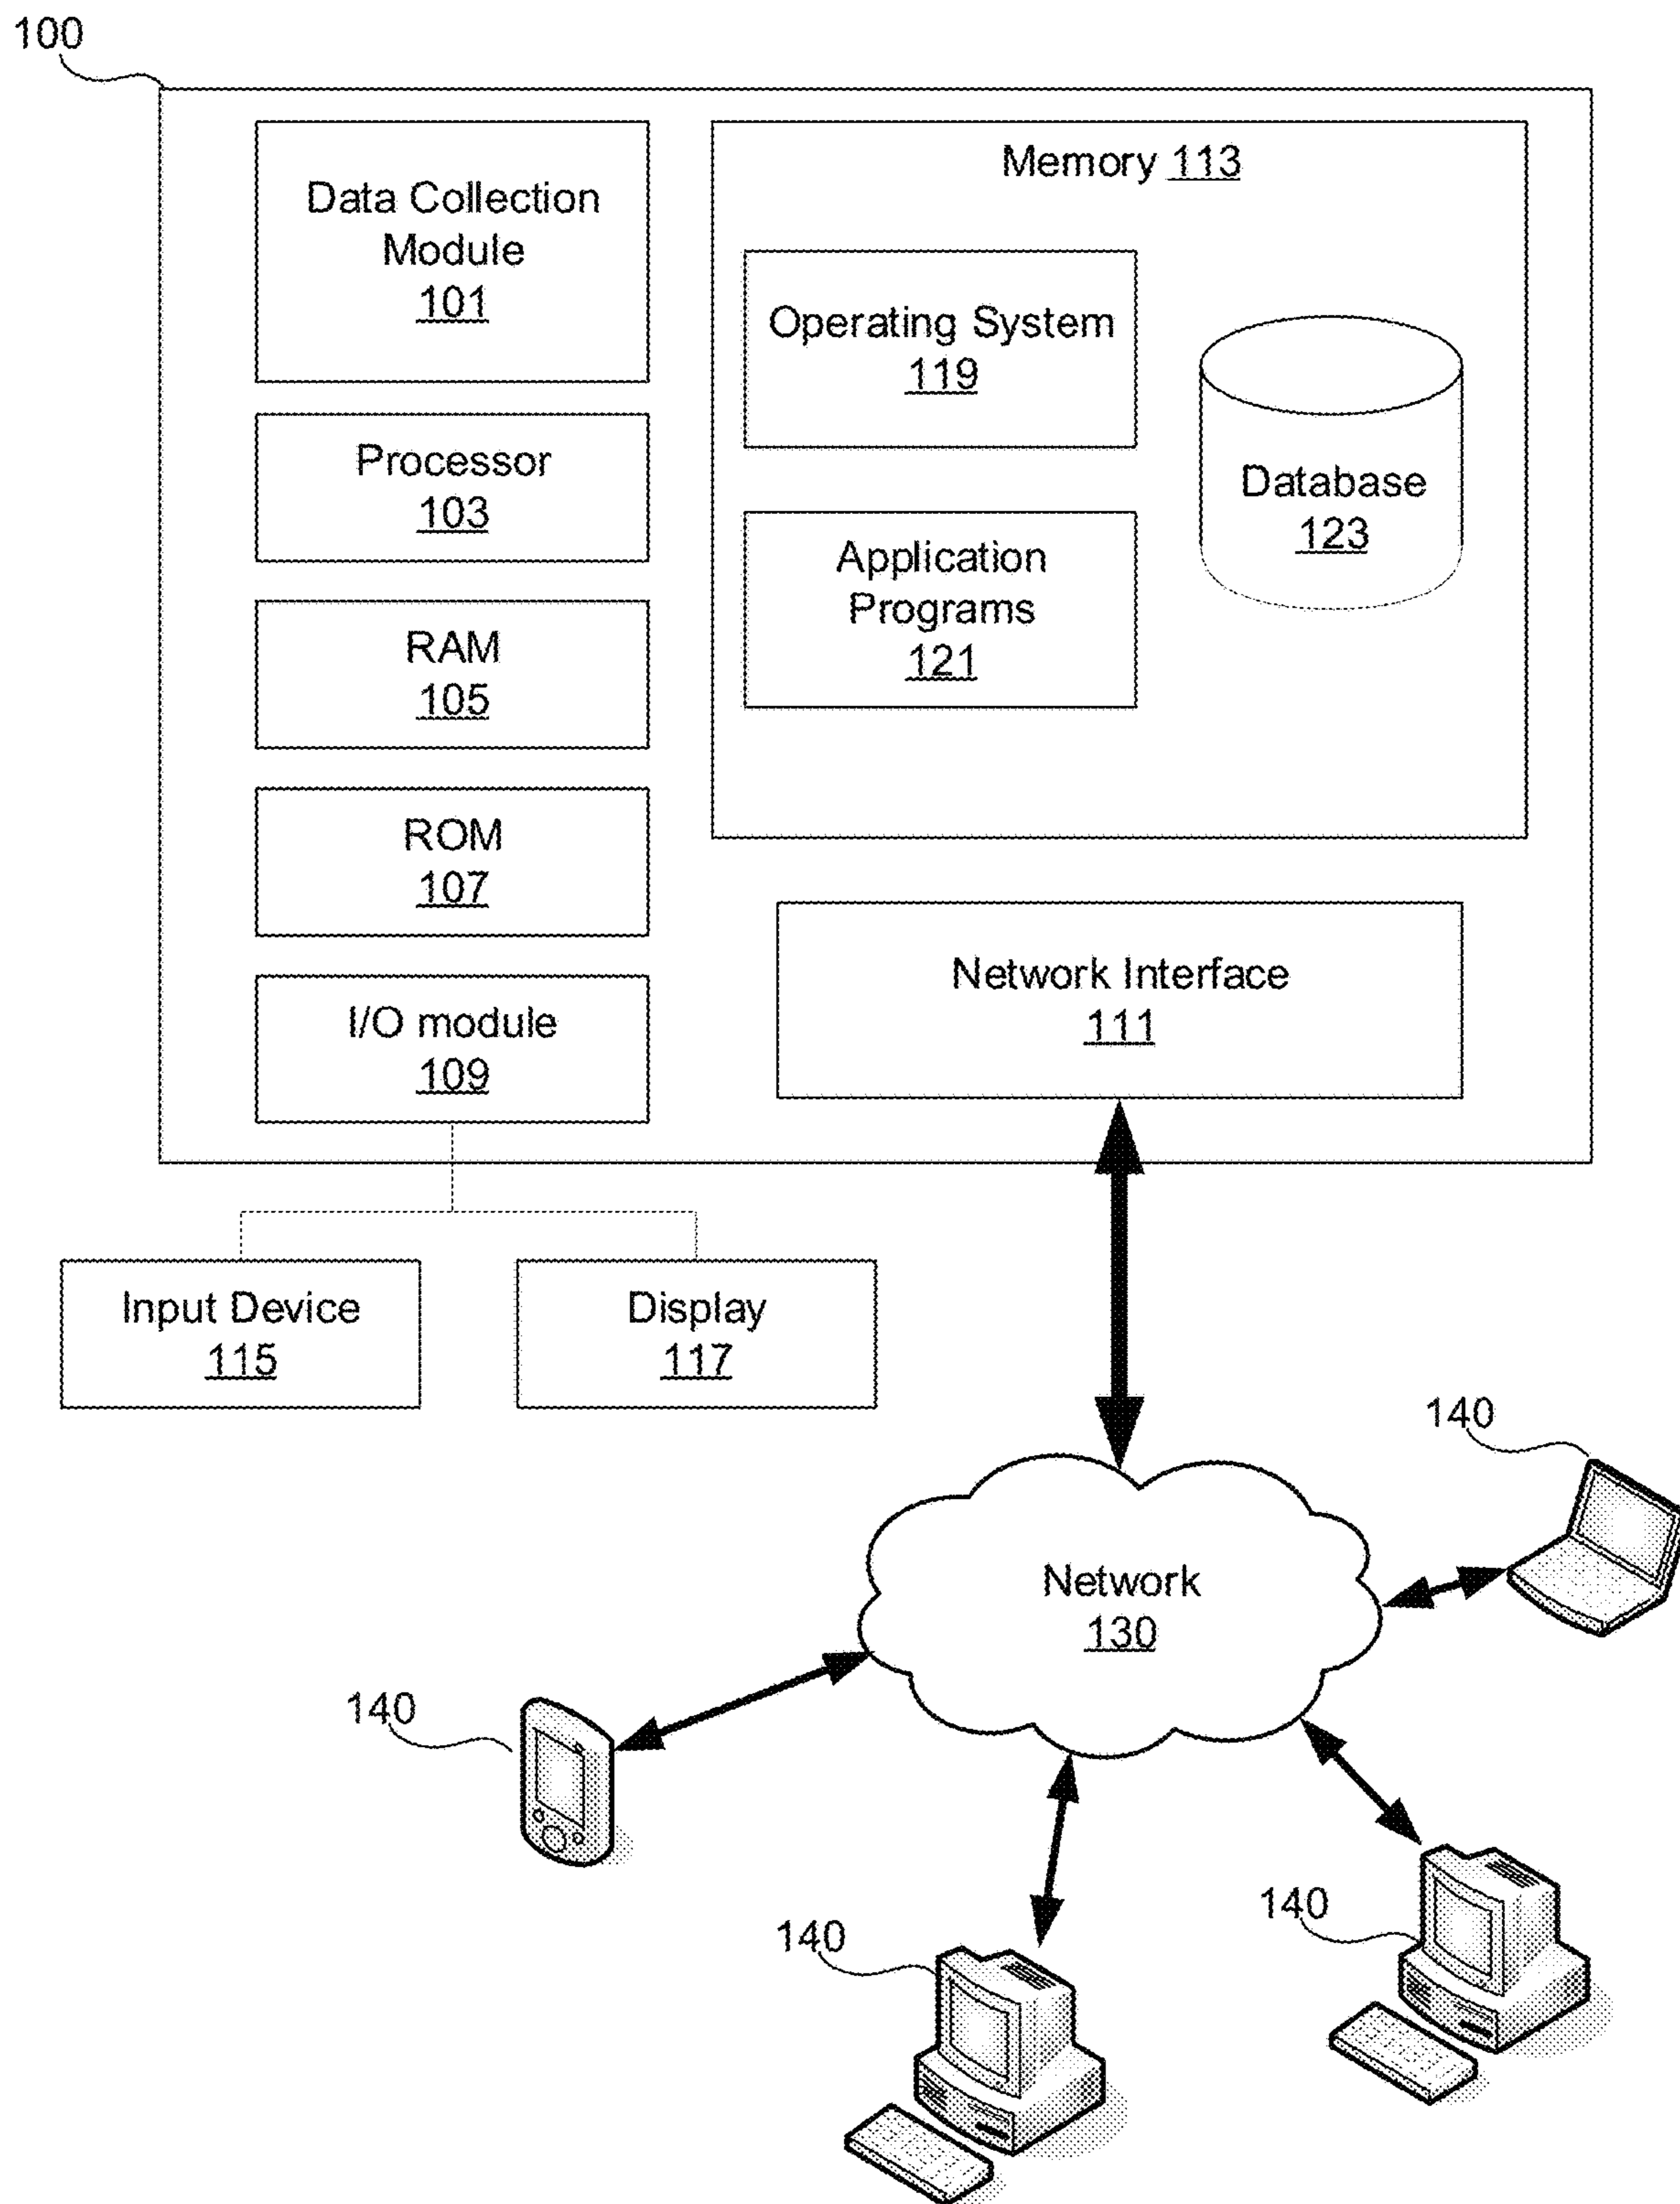 100
Data Collection
Module
101
Processor
103
RAM
105
ROM
107
I/O module
109
Memory 113
Operating System
119
Application
Programs
121
Database
123
Network Interface
111
Input Device
115
Display
117
Network
130
140
140
140
140